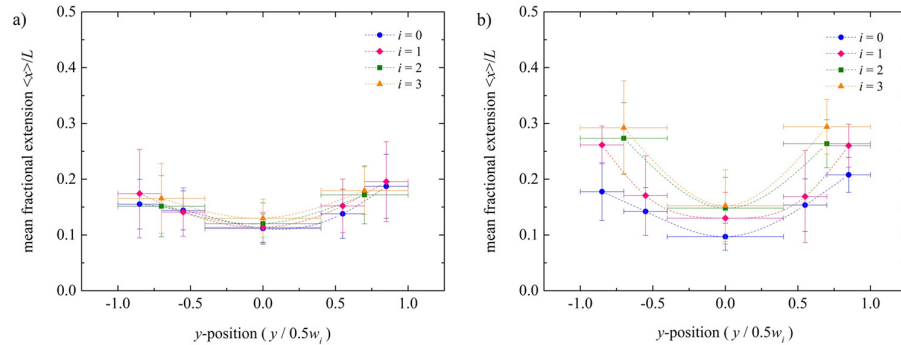 a)
0.5
0.4
0.3
0.2
0.1
0.0
mean fractional extension <x>/L
-1.0
-0.5
0.0
0.5
1.0
y-position ( y / 0.5wᵢ )
i = 0
i = 1
i = 2
i = 3
b)
0.5
0.4
0.3
0.2
0.1
0.0
mean fractional extension <x>/L
-1.0
-0.5
0.0
0.5
1.0
y-position ( y / 0.5wᵢ )
i = 0
i = 1
i = 2
i = 3